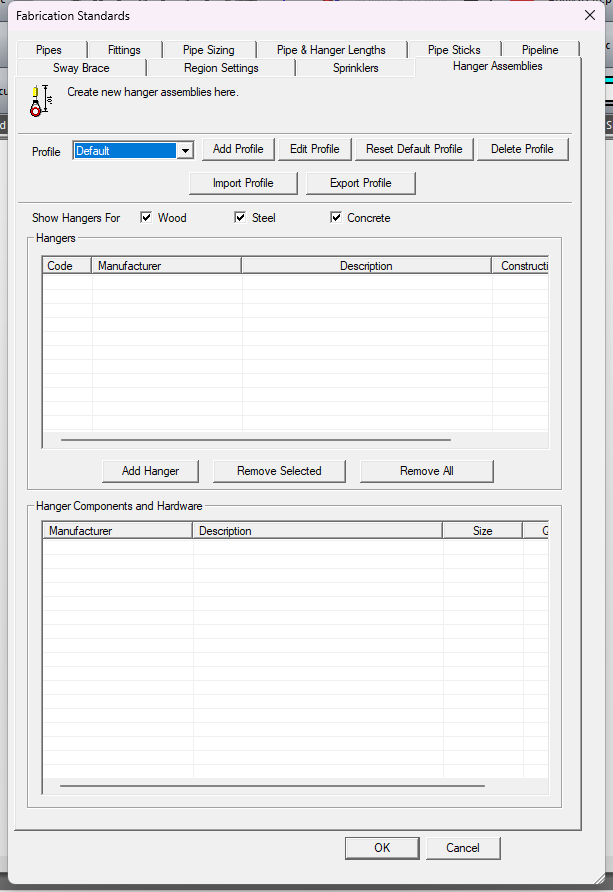 Fabrication Standards
Pipes Fittings Pipe Sizing Pipe & Hanger Lengths Pipe Sticks Pipeline
Sway Brace Region Settings Sprinklers Hanger Assemblies
Create new hanger assemblies here.
Profile Default Add Profile Edit Profile Reset Default Profile Delete Profile
Import Profile Export Profile
Show Hangers For Wood Steel Concrete
Hangers
Code Manufacturer Description Constructi
Add Hanger Remove Selected Remove All
Hanger Components and Hardware
Manufacturer Description Size
OK Cancel